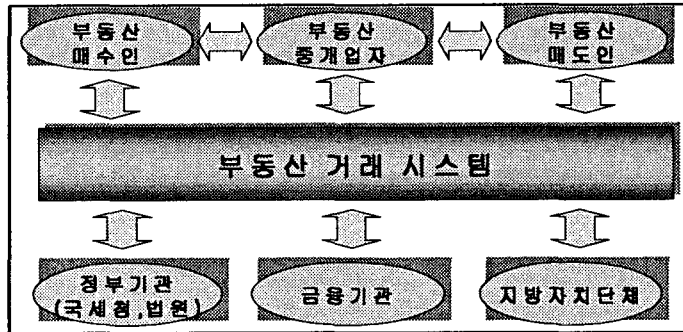 부동산
매수인
부동산
중개업자
부동산
매도인
부동산 거래 시스템
정부기관
(국세청,법원)
금융기관
지방자치단체